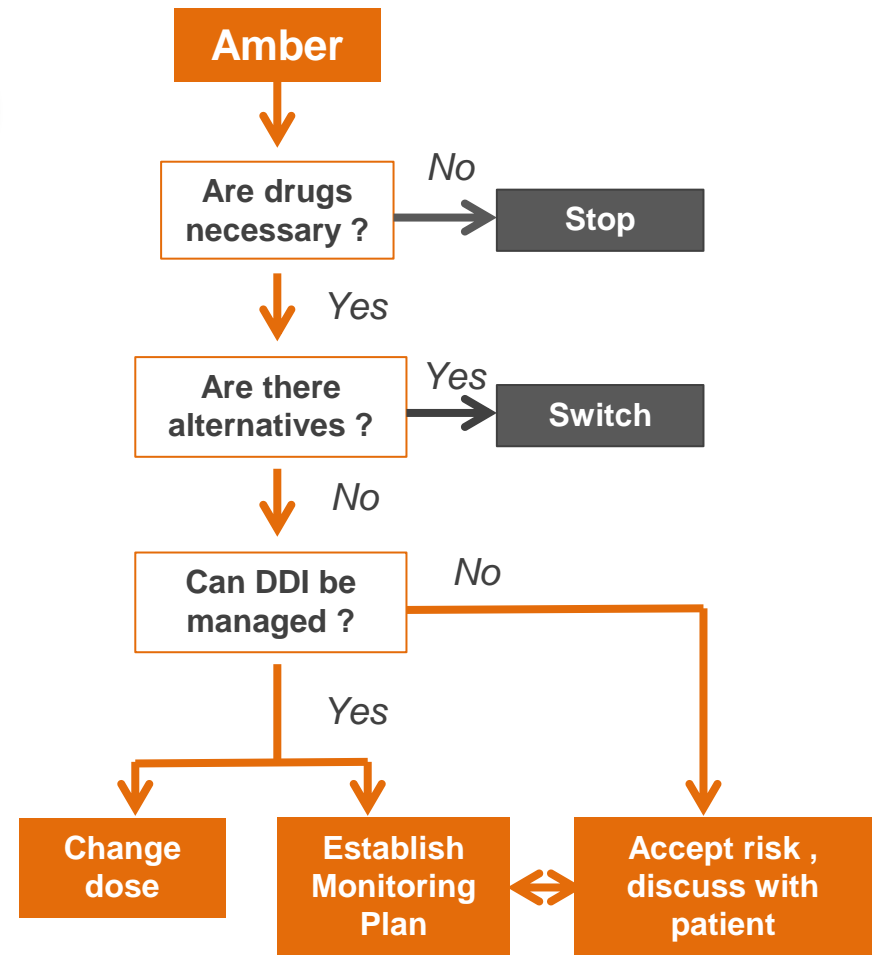 Amber
Are drugs
necessary ?
No
Stop
Yes
Are there
alternatives ?
Yes
Switch
No
Can DDI be
managed ?
No
Yes
Change
dose
Establish
Monitoring
Plan
Accept risk ,
discuss with
patient